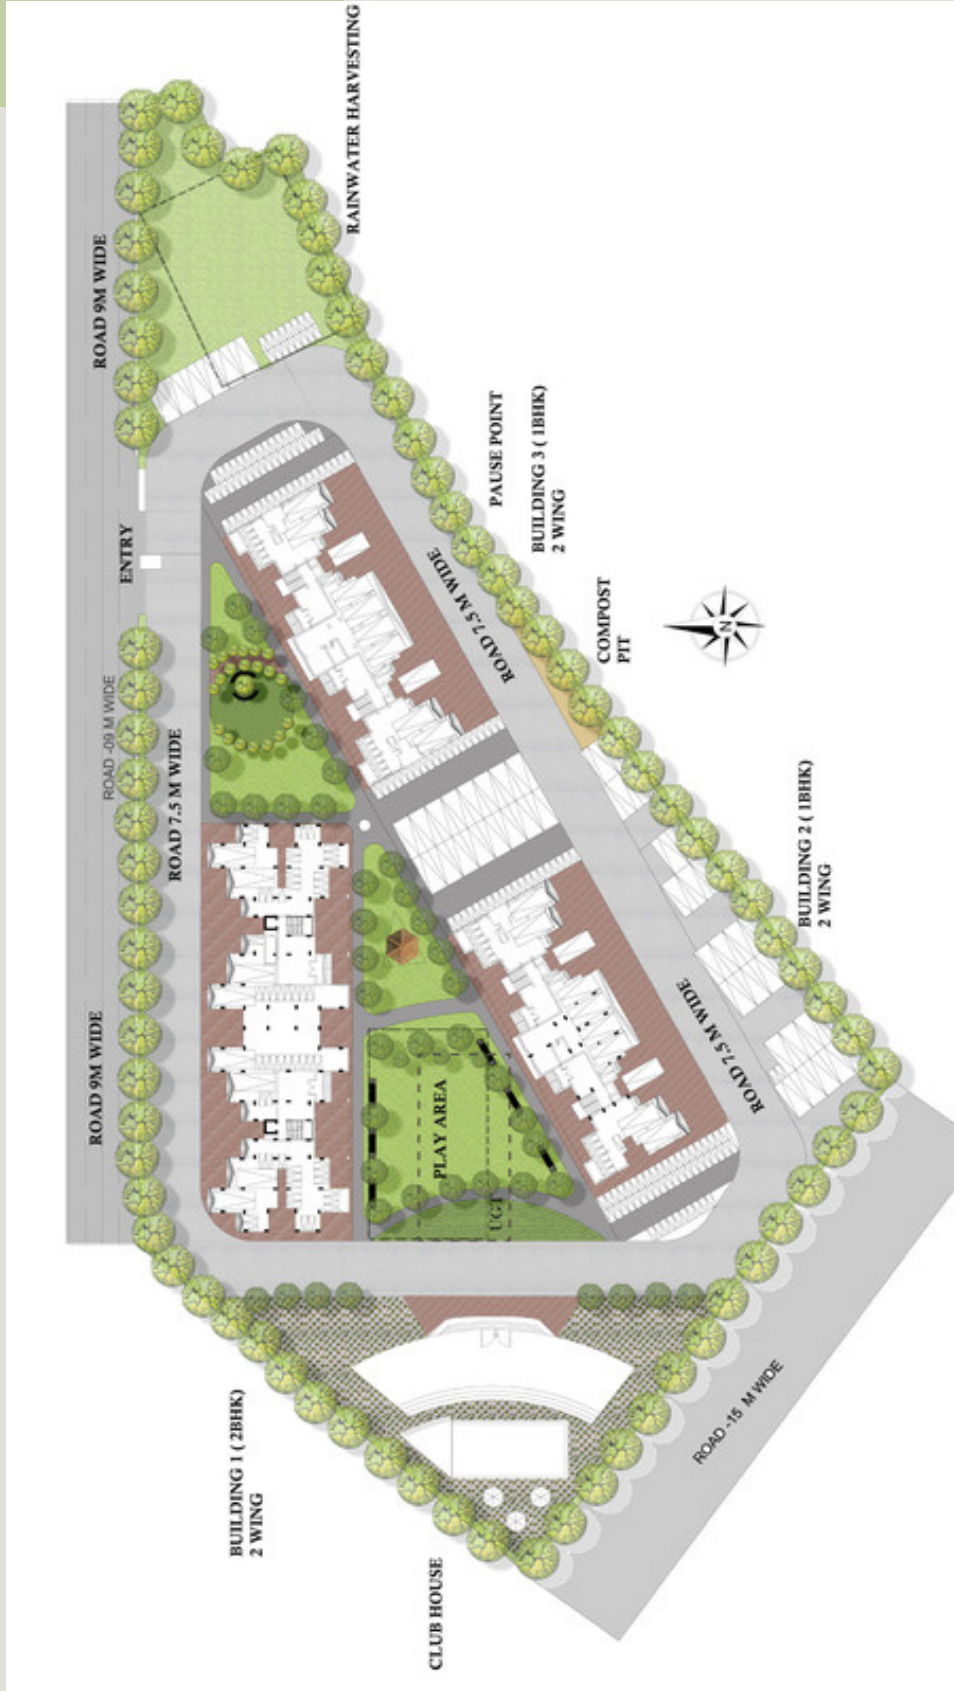 RAINWATER HARVESTING
ROAD 9M WIDE
PAUSE POINT
BUILDING 3 ( 1BHK)
2 WING
ENTRY
ROAD 7.5 M WIDE
COMPOST
PIT
N
ROAD -09 M WIDE
ROAD 7.5 M WIDE
BUILDING 2 ( 1BHK)
2 WING
ROAD 9M WIDE
ROAD 7.5 M WIDE
PLAY AREA
UGT
ROAD -15 M WIDE
BUILDING 1 ( 2BHK)
2 WING
CLUB HOUSE